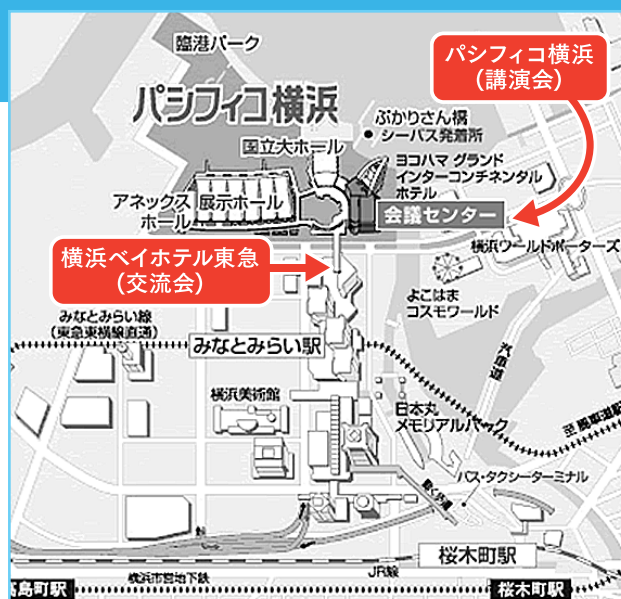 臨港パーク
パシフィコ横浜
(講演会)
パシフィコ横浜
ぷかりさん橋
シーバス発着所
国立大ホール
ヨコハマ グランド
インターコンチネンタル
ホテル
アネックス
ホール
展示ホール
会議センター
横浜ワールドポーターズ
横浜ベイホテル東急
(交流会)
よこはま
コスモワールド
みなとみらい線
(東急東横線直通)
みなとみらい駅
汽車道
横浜美術館
日本丸
メモリアルパーク
至馬車道駅
動く歩道
バス・タクシーターミナル
桜木町駅
JR線
高島町駅
横浜市営地下鉄
桜木町駅